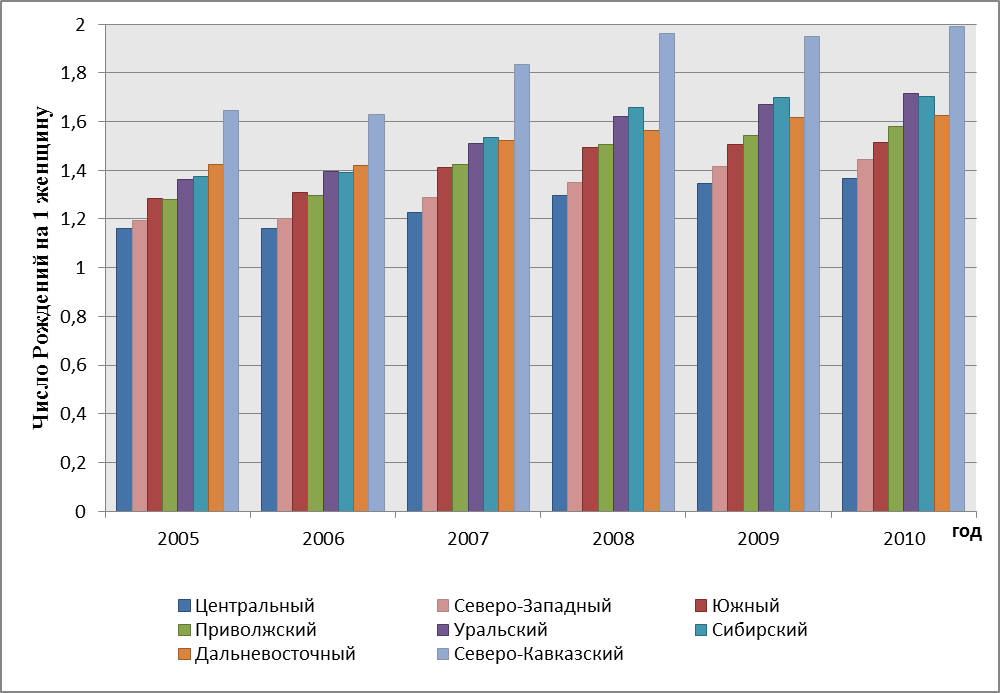 Число Рождений на 1 женщину
2
1,8
1,6
1,4
1,2
1
0,8
0,6
0,4
0,2
0
2005 2006 2007 2008 2009 2010 год
Центральный Северо-Западный Южный
Приволжский Уральский Сибирский
Дальневосточный Северо-Кавказский